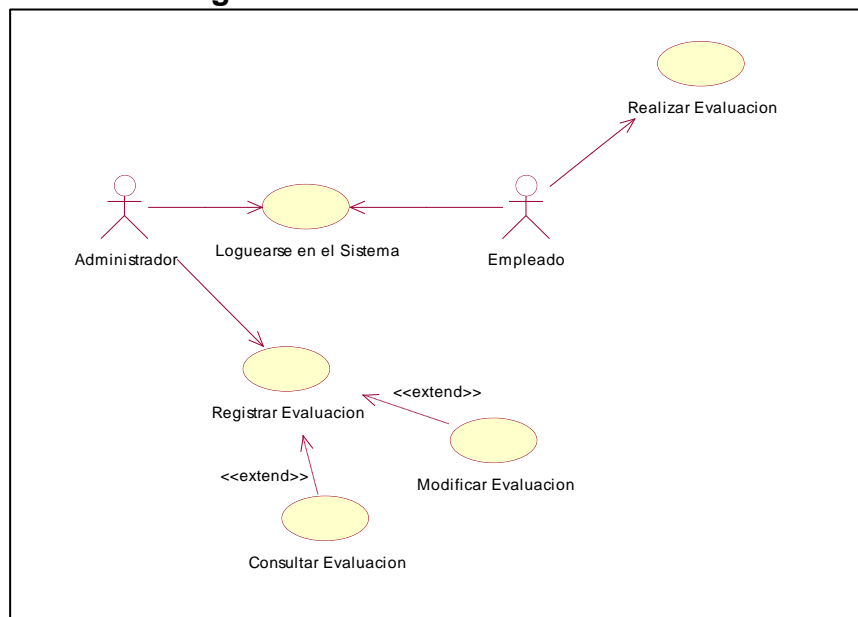 Realizar Evaluacion
Loguearse en el Sistema
Administrador
Empleado
<<extend>>
Registrar Evaluacion
<<extend>>
Modificar Evaluacion
Consultar Evaluacion